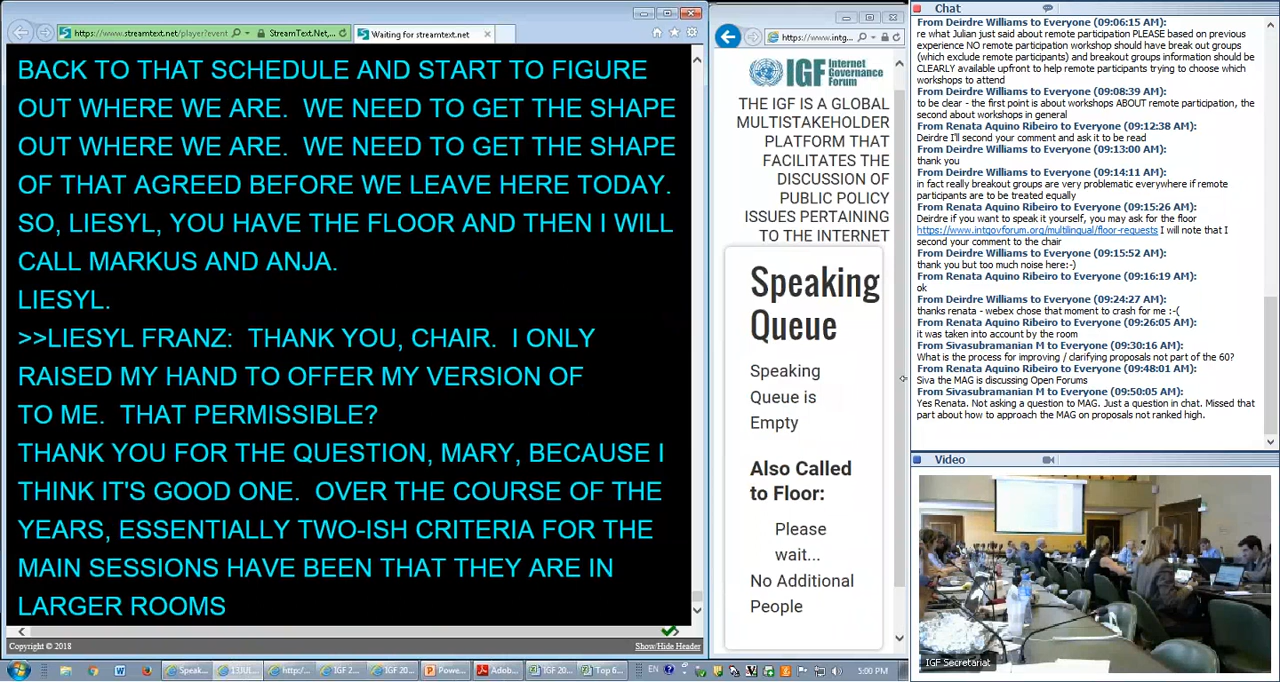 https://www.streamtext.net/player?event
StreamText.Net,...
Waiting for streamtext.net
BACK TO THAT SCHEDULE AND START TO FIGURE
OUT WHERE WE ARE.  WE NEED TO GET THE SHAPE
OUT WHERE WE ARE.  WE NEED TO GET THE SHAPE
OF THAT AGREED BEFORE WE LEAVE HERE TODAY.
SO, LIESYL, YOU HAVE THE FLOOR AND THEN I WILL
CALL MARKUS AND ANJA.
LIESYL.
>>LIESYL FRANZ:  THANK YOU, CHAIR.  I ONLY
RAISED MY HAND TO OFFER MY VERSION OF
TO ME.  THAT PERMISSIBLE?
THANK YOU FOR THE QUESTION, MARY, BECAUSE I
THINK IT'S GOOD ONE.  OVER THE COURSE OF THE
YEARS, ESSENTIALLY TWO-ISH CRITERIA FOR THE
MAIN SESSIONS HAVE BEEN THAT THEY ARE IN
LARGER ROOMS
Copyright © 2018
Show/Hide Header
https://www.intg...
IGF Internet
Governance
Forum
THE IGF IS A GLOBAL
MULTISTAKEHOLDER
PLATFORM THAT
FACILITATES THE
DISCUSSION OF
PUBLIC POLICY
ISSUES PERTAINING
TO THE INTERNET
Speaking
Queue
Speaking
Queue is
Empty
Also Called
to Floor:
Please
wait...
No Additional
People
Chat
From Deirdre Williams to Everyone (09:06:15 AM):
re what Julian just said about remote participation PLEASE based on previous
experience NO remote participation workshop should have break out groups
(which exclude remote participants) and breakout groups information should be
CLEARLY available upfront to help remote participants trying to choose which
workshops to attend
From Deirdre Williams to Everyone (09:08:39 AM):
to be clear - the first point is about workshops ABOUT remote participation, the
second about workshops in general
From Renata Aquino Ribeiro to Everyone (09:12:38 AM):
Deirdre I'll second your comment and ask it to be read
From Deirdre Williams to Everyone (09:13:00 AM):
thank you
From Deirdre Williams to Everyone (09:14:11 AM):
in fact really breakout groups are very problematic everywhere if remote
participants are to be treated equally
From Renata Aquino Ribeiro to Everyone (09:15:26 AM):
Deirdre if you want to speak it yourself, you may ask for the floor
https://www.intgovforum.org/multilingual/floor-requests I will note that I
second your comment to the chair
From Deirdre Williams to Everyone (09:15:52 AM):
thank you but too much noise here:-)
From Renata Aquino Ribeiro to Everyone (09:16:19 AM):
ok
From Deirdre Williams to Everyone (09:24:27 AM):
thanks renata - webex chose that moment to crash for me :-(
From Renata Aquino Ribeiro to Everyone (09:26:05 AM):
it was taken into account by the room
From Sivasubramanian M to Everyone (09:30:16 AM):
What is the process for improving / clarifying proposals not part of the 60?
From Renata Aquino Ribeiro to Everyone (09:48:01 AM):
Siva the MAG is discussing Open Forums
From Sivasubramanian M to Everyone (09:50:05 AM):
Yes Renata. Not asking a question to MAG. Just a question in chat. Missed that
part about how to approach the MAG on proposals not ranked high.
Video
IGF Secretariat
Speak...
13JUL...
http:/...
IGF 2...
IGF 20...
Powe...
Adob...
IGF 20...
Top 6...
EN
5:00 PM